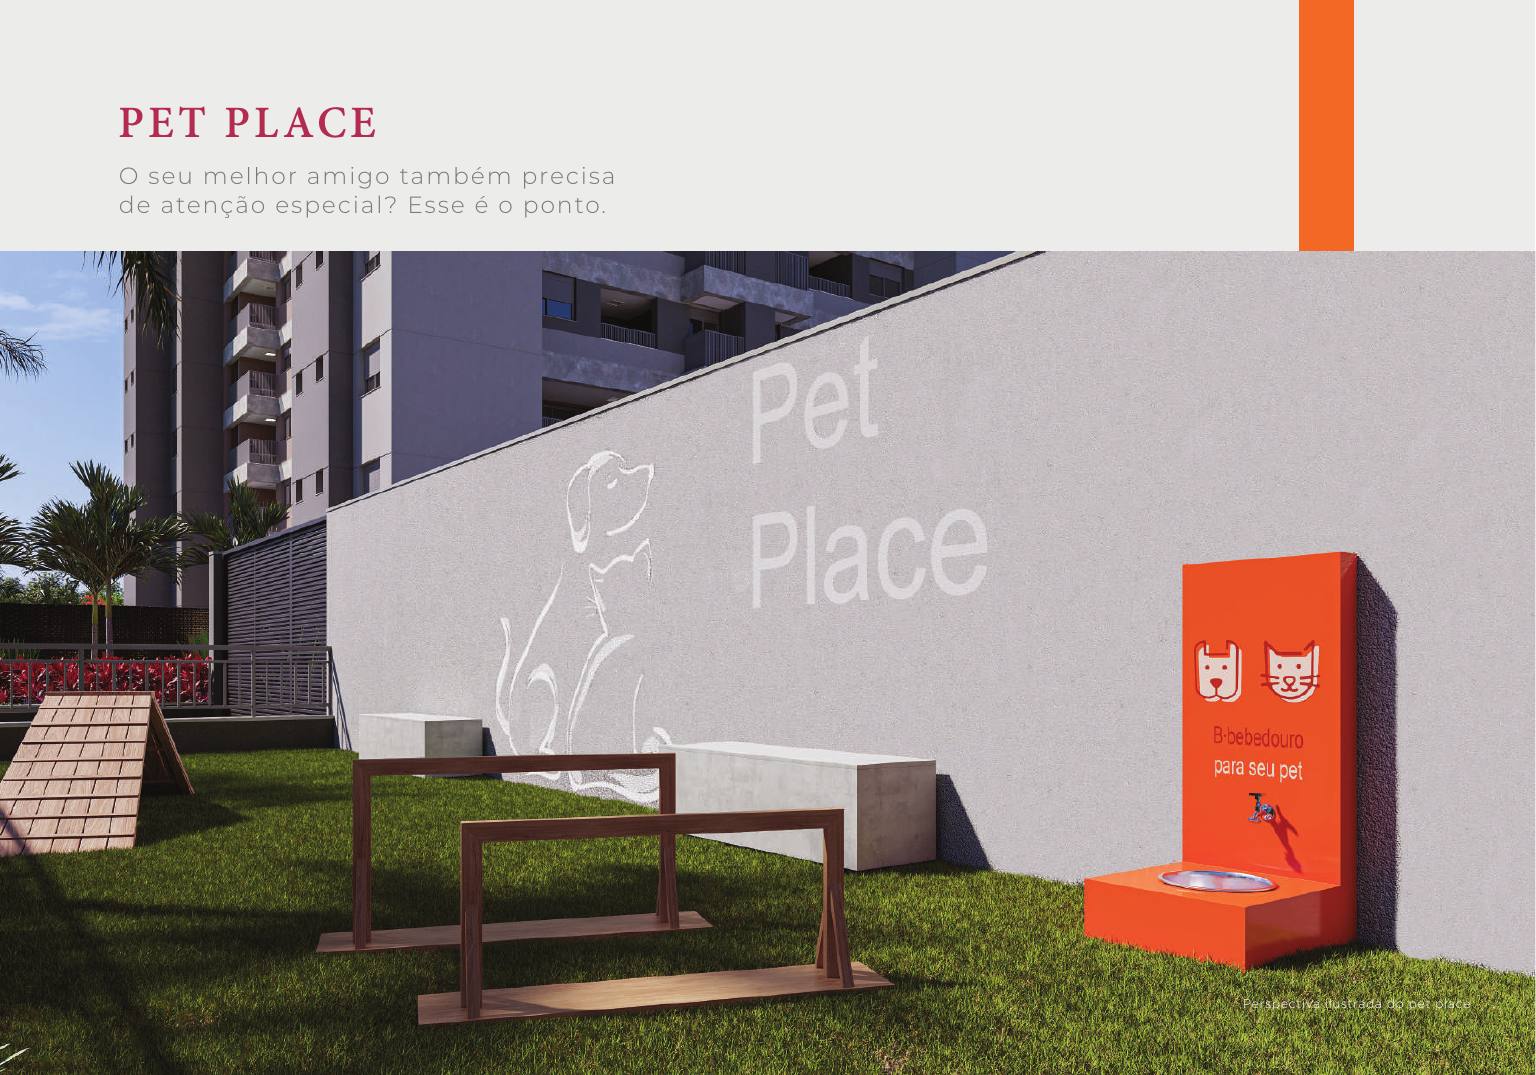 PET PLACE
O seu melhor amigo também precisa
de atenção especial? Esse é o ponto.
Pet
Place
B·bebedouro
para seu pet
Perspectiva ilustrada do pet place